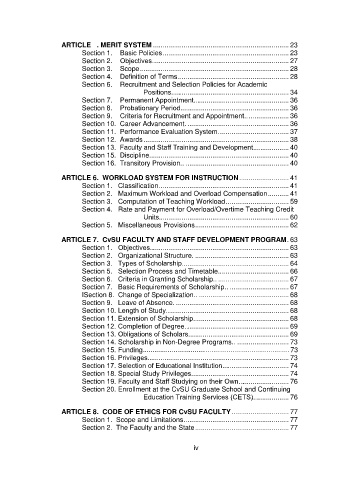 ARTICLE . MERIT SYSTEM ........................ 23
Section 1. Basic Policies ........................ 23
Section 2. Objectives ........................ 27
Section 3. Scope ........................ 28
Section 4. Definition of Terms ........................ 28
Section 6. Recruitment and Selection Policies for Academic
Positions ........................ 34
Section 7. Permanent Appointment ........................ 36
Section 8. Probationary Period ........................ 36
Section 9. Criteria for Recruitment and Appointment ........................ 36
Section 10. Career Advancement ........................ 36
Section 11. Performance Evaluation System ........................ 37
Section 12. Awards ........................ 38
Section 13. Faculty and Staff Training and Development ........................ 40
Section 15. Discipline ........................ 40
Section 16. Transitory Provision ........................ 40
ARTICLE 6. WORKLOAD SYSTEM FOR INSTRUCTION ........................ 41
Section 1. Classification ........................ 41
Section 2. Maximum Workload and Overload Compensation ........................ 41
Section 3. Computation of Teaching Workload ........................ 59
Section 4. Rate and Payment for Overload/Overtime Teaching Credit
Units ........................ 60
Section 5. Miscellaneous Provisions ........................ 62
ARTICLE 7. CvSU FACULTY AND STAFF DEVELOPMENT PROGRAM. 63
Section 1. Objectives ........................ 63
Section 2. Organizational Structure ........................ 63
Section 3. Types of Scholarship ........................ 64
Section 5. Selection Process and Timetable ........................ 66
Section 6. Criteria in Granting Scholarship ........................ 67
Section 7. Basic Requirements of Scholarship ........................ 67
lSection 8. Change of Specialization ........................ 68
Section 9. Leave of Absence ........................ 68
Section 10. Length of Study ........................ 68
Section 11. Extension of Scholarship ........................ 68
Section 12. Completion of Degree ........................ 69
Section 13. Obligations of Scholars ........................ 69
Section 14. Scholarship in Non-Degree Programs ........................ 73
Section 15. Funding ........................ 73
Section 16. Privileges ........................ 73
Section 17. Selection of Educational Institution ........................ 74
Section 18. Special Study Privileges ........................ 74
Section 19. Faculty and Staff Studying on their Own ........................ 76
Section 20. Enrollment at the CvSU Graduate School and Continuing
Education Training Services (CETS) ........................ 76
ARTICLE 8. CODE OF ETHICS FOR CvSU FACULTY ........................ 77
Section 1. Scope and Limitations ........................ 77
Section 2. The Faculty and the State ........................ 77
iv